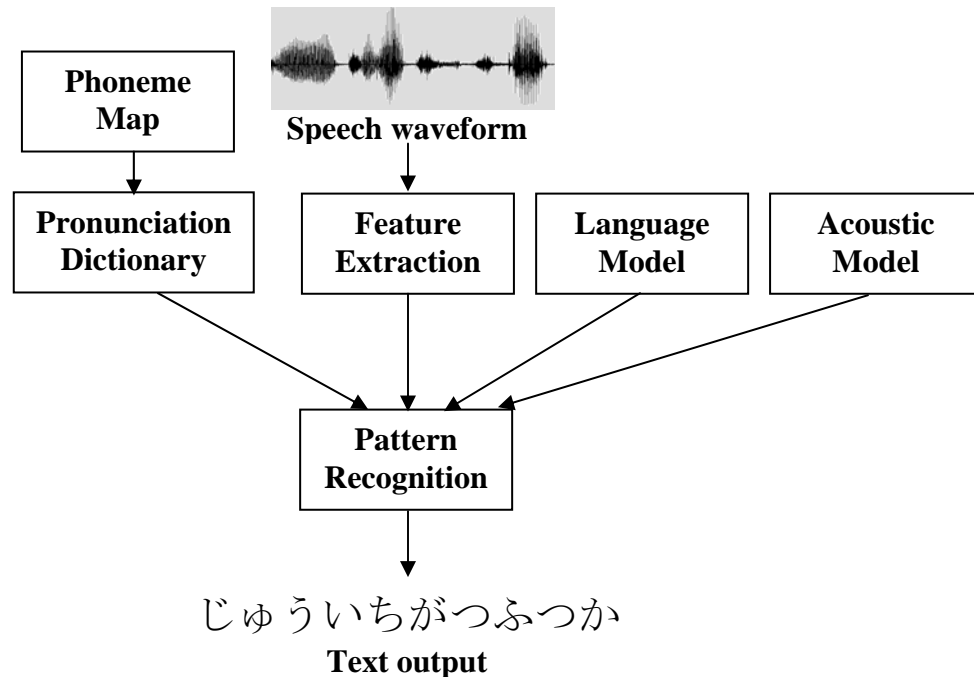 Phoneme
Map
Speech waveform
Pronunciation
Dictionary
Feature
Extraction
Language
Model
Acoustic
Model
Pattern
Recognition
じゅういちがつふつか
Text output